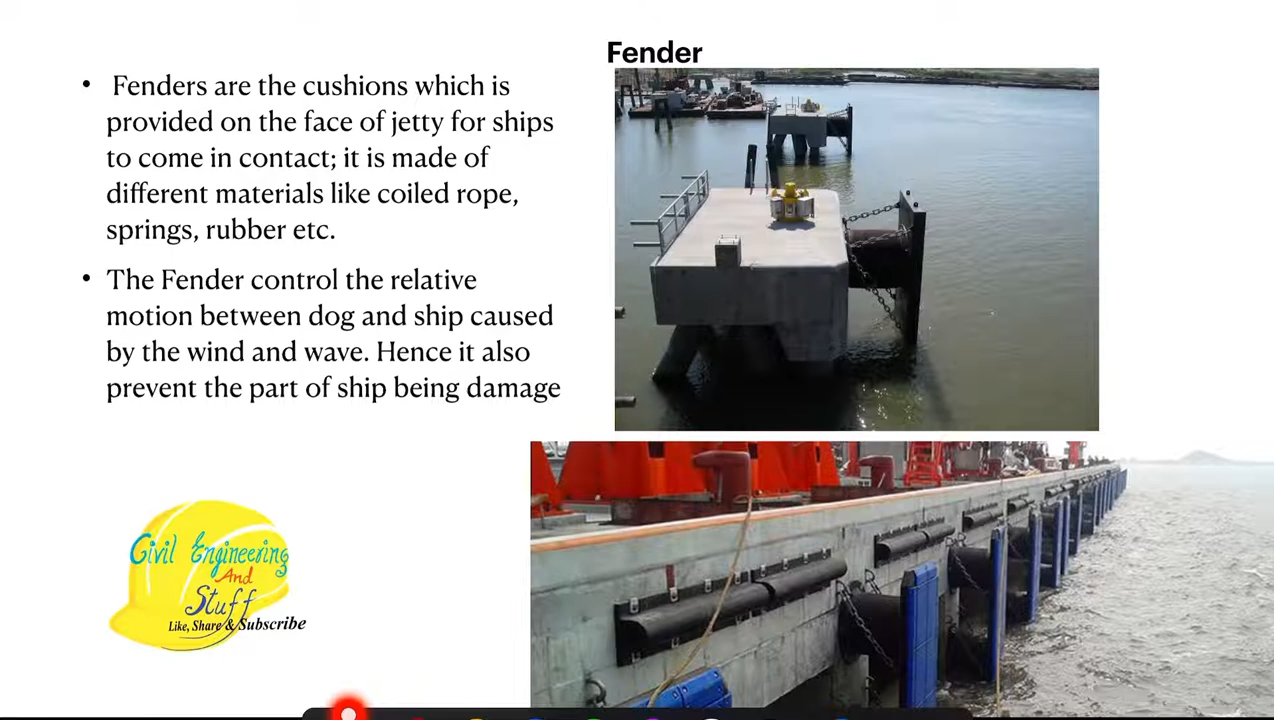 Fender
• Fenders are the cushions which is
provided on the face of jetty for ships
to come in contact; it is made of
different materials like coiled rope,
springs, rubber etc.
• The Fender control the relative
motion between dog and ship caused
by the wind and wave. Hence it also
prevent the part of ship being damage
Civil Engineering
And
Stuff
Like, Share & Subscribe